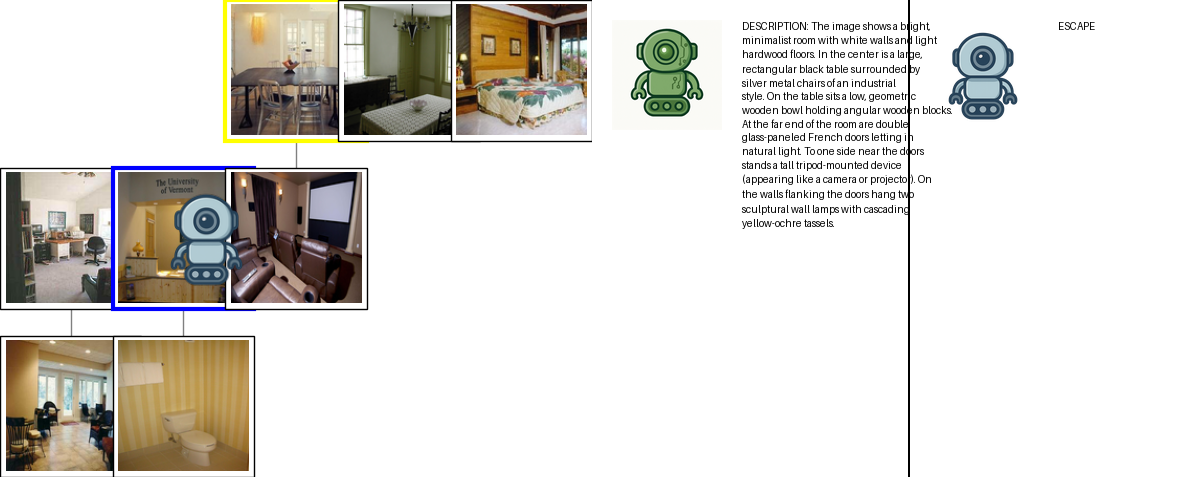 The University
of Vermont
DESCRIPTION: The image shows a bright,
minimalist room with white walls and light
hardwood floors. In the center is a large,
rectangular black table surrounded by
silver metal chairs of an industrial
style. On the table sits a low, geometric
wooden bowl holding angular wooden blocks.
At the far end of the room are double
glass-paneled French doors letting in
natural light. To one side near the doors
stands a tall tripod-mounted device
(appearing like a camera or projector). On
the walls flanking the doors hang two
sculptural wall lamps with cascading
yellow-ochre tassels.
ESCAPE